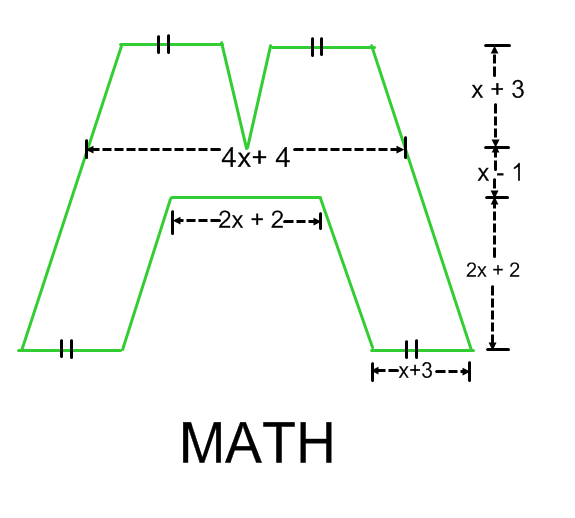 x + 3
4x+ 4
x - 1
2x + 2
2x + 2
x+3
MATH